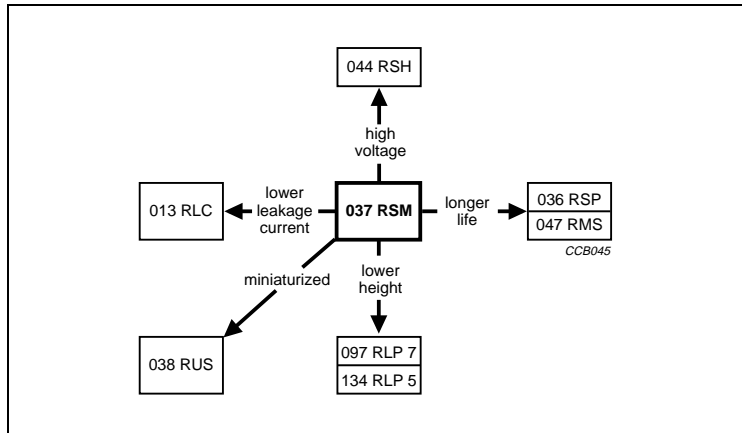 044 RSH
high
voltage
013 RLC
lower
leakage
current
037 RSM
longer
life
036 RSP
047 RMS
CCB045
miniaturized
lower
height
038 RUS
097 RLP 7
134 RLP 5